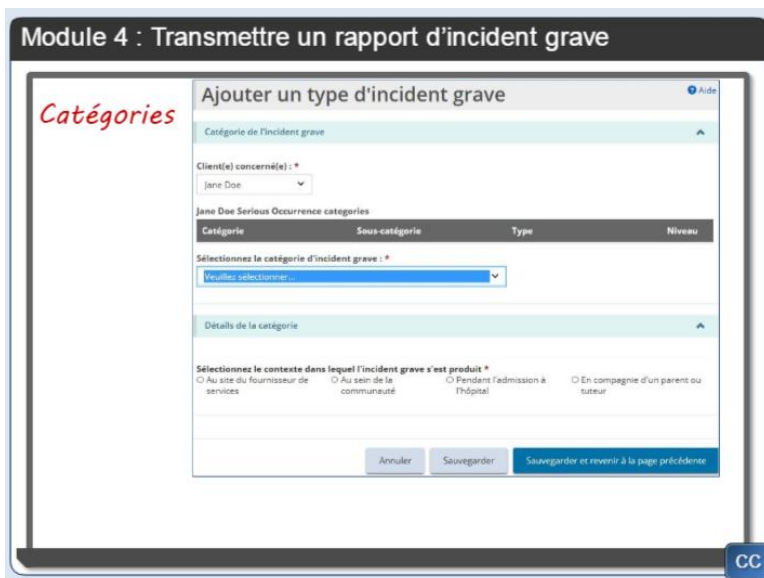 Module 4 : Transmettre un rapport d'incident grave
Catégories
Ajouter un type d'incident grave
Aide
Catégorie de l'incident grave
Client(e) concerné(e) : *
Jane Doe
Jane Doe Serious Occurrence categories
Catégorie Sous-catégorie Type Niveau
Sélectionnez la catégorie d'incident grave : *
Veuillez sélectionner...
Détails de la catégorie
Sélectionnez le contexte dans lequel l'incident grave s'est produit *
Au site du fournisseur de
services
Au sein de la
communauté
Pendant l'admission à
l'hôpital
En compagnie d'un parent ou
tuteur
Annuler Sauvegarder Sauvegarder et revenir à la page précédente
CC